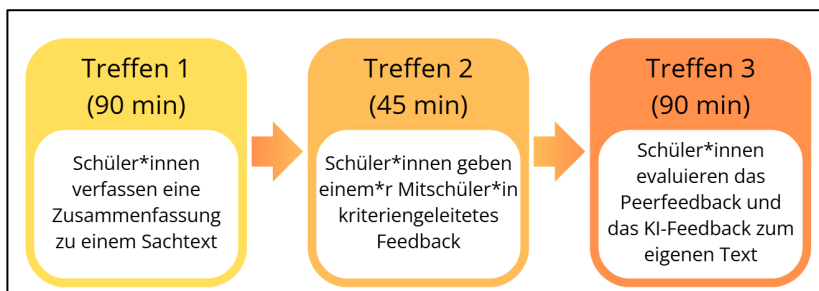 Treffen 1
(90 min)
Schüler*innen
verfassen eine
Zusammenfassung
zu einem Sachtext
Treffen 2
(45 min)
Schüler*innen geben
einem*r Mitschüler*in
kriteriengeleitetes
Feedback
Treffen 3
(90 min)
Schüler*innen
evaluieren das
Peerfeedback und
das KI-Feedback zum
eigenen Text